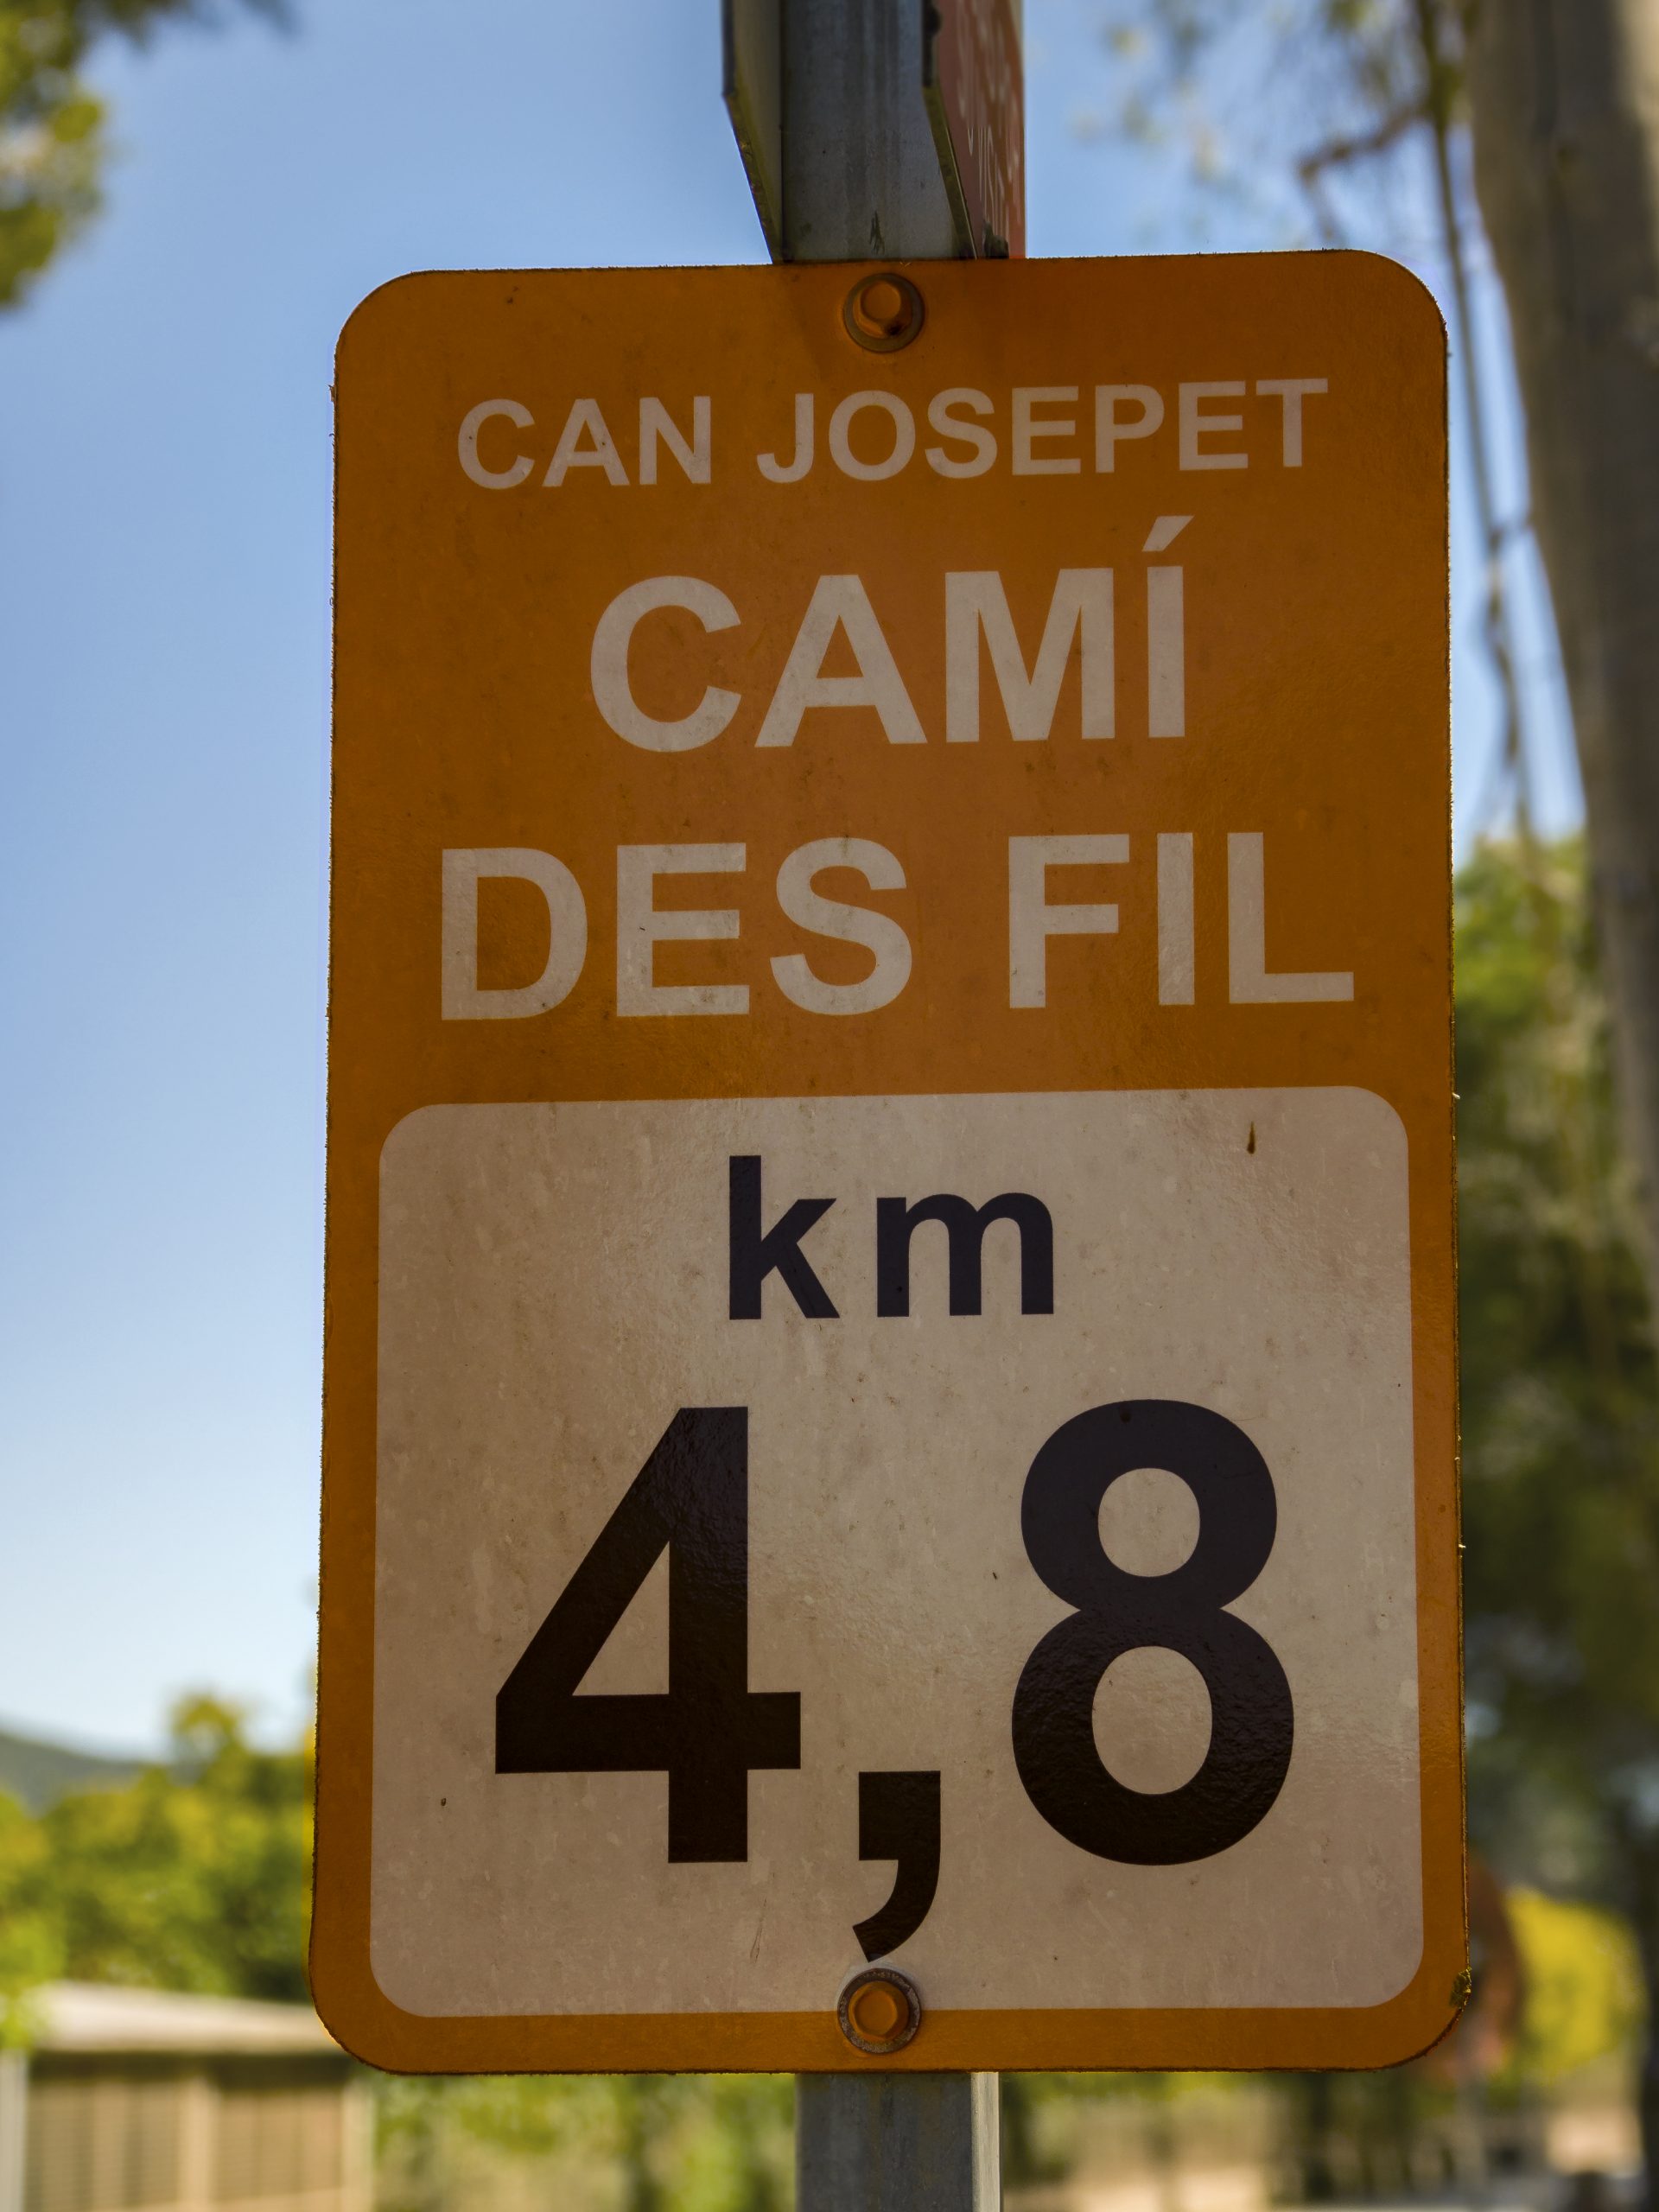 CAN JOSEPET
CAMÍ
DES FIL
km
4,8